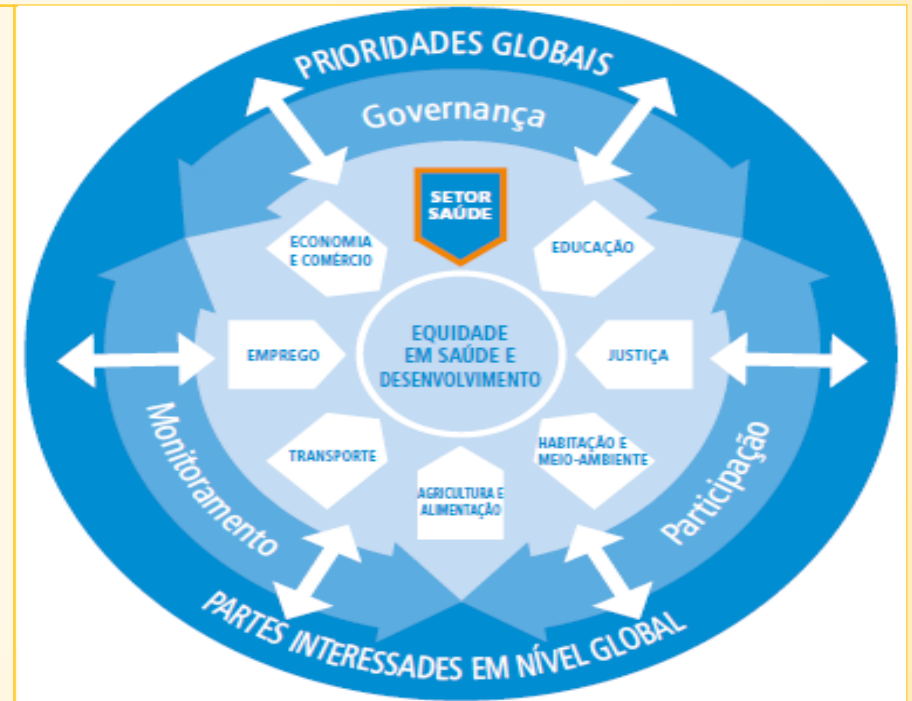 PRIORIDADES GLOBAIS
Governança
SETOR
SAÚDE
ECONOMIA
E COMÉRCIO
EDUCAÇÃO
EMPREGO
EQUIDADE
EM SAÚDE E
DESENVOLVIMENTO
JUSTIÇA
TRANSPORTE
HABITAÇÃO E
MEIO-AMBIENTE
AGRICULTURA E
ALIMENTAÇÃO
Monitoramento
Participação
PARTES INTERESSADES EM NÍVEL GLOBAL